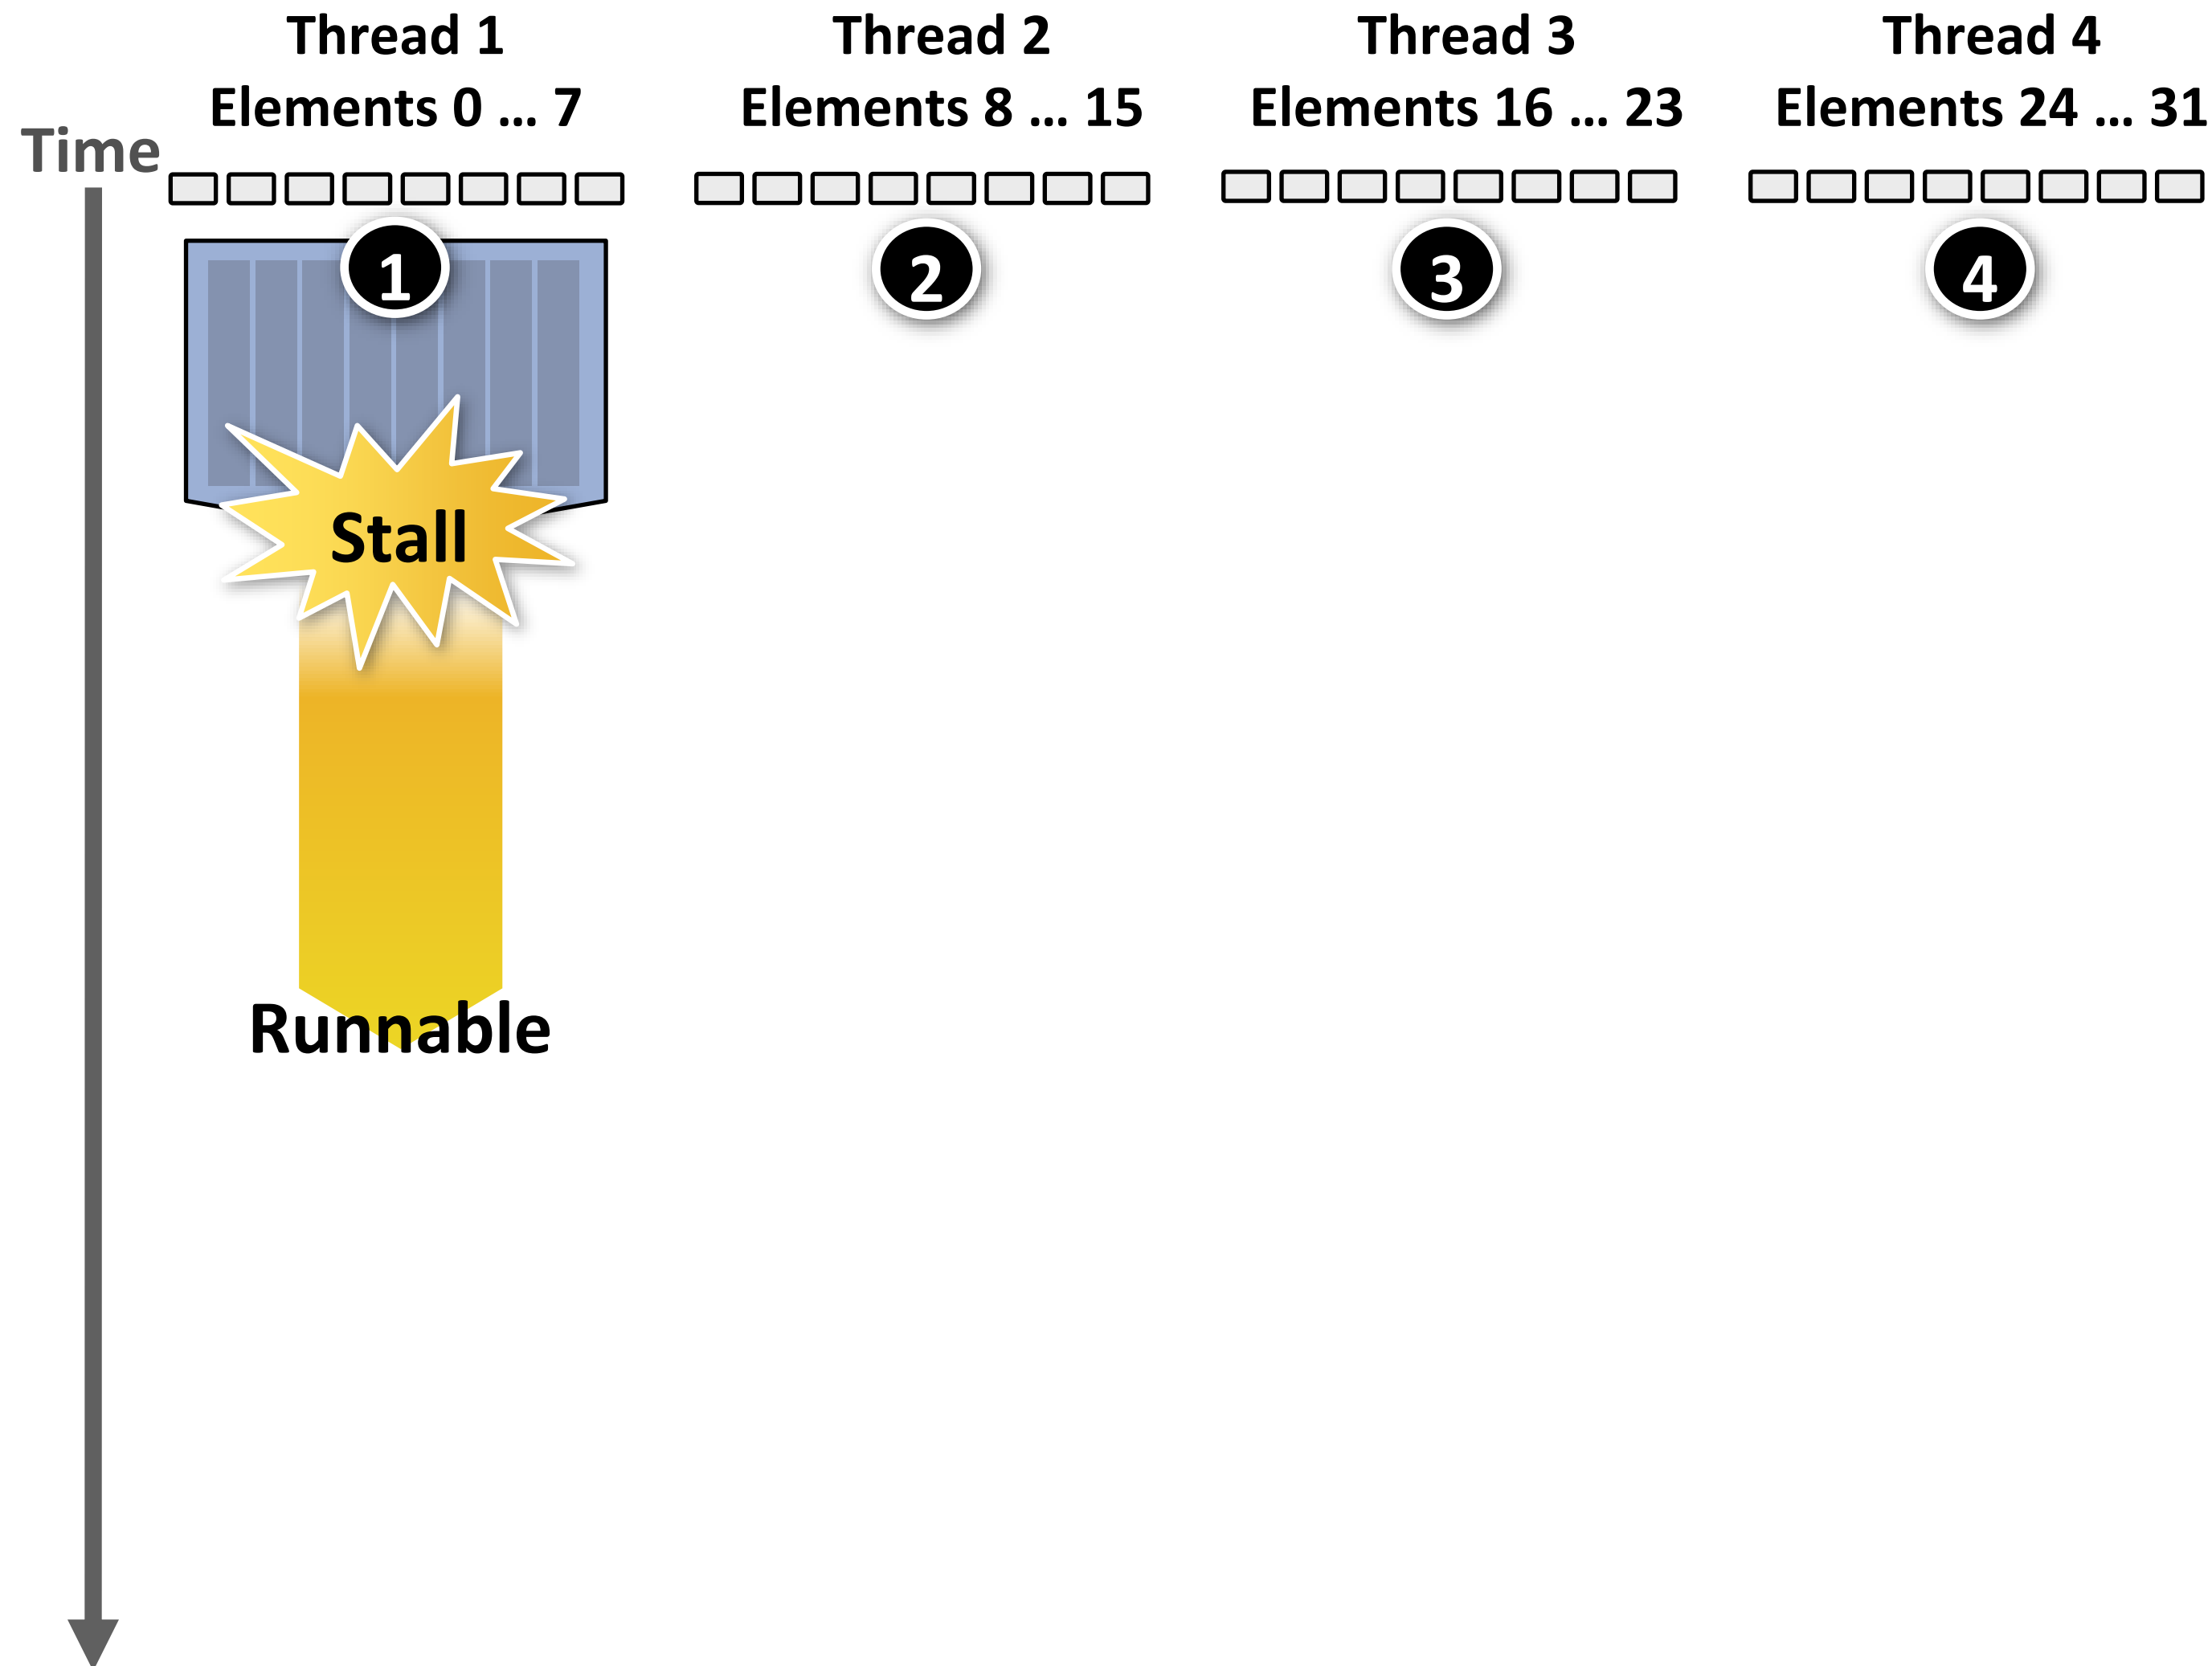 Thread 1
Thread 2
Thread 3
Thread 4
Elements 0 ... 7
Elements 8 ... 15
Elements 16 ... 23
Elements 24 ... 31
Time
1
2
3
4
Stall
Runnable